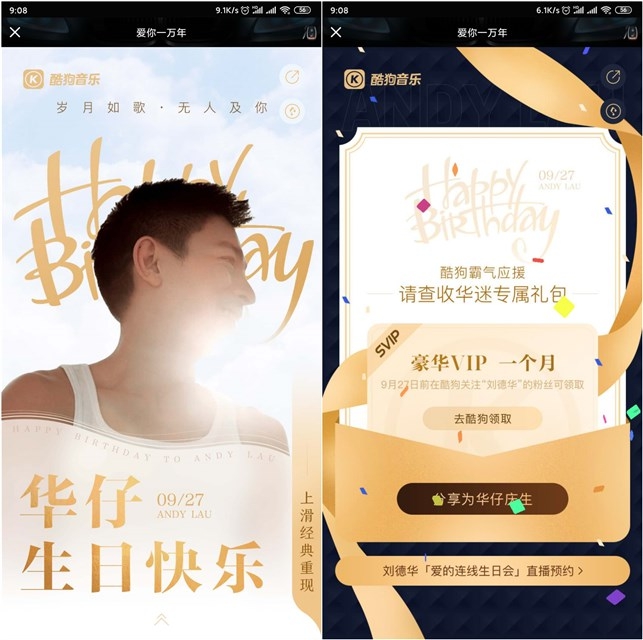 9:08
9.1K/s
56
爱你一万年
酷狗音乐
岁月如歌·无人及你
Happy
Birthday
HAPPY BIRTHDAY TO ANDY LAU
华仔
09/27
ANDY LAU
生日快乐
上滑经典重现
9:08
6.1K/s
56
爱你一万年
酷狗音乐
ANDY LAU
Happy
Birthday
09/27
ANDY LAU
酷狗霸气应援
请查收华迷专属礼包
SVIP
豪华VIP 一个月
9月27日前在酷狗关注“刘德华”的粉丝可领取
去酷狗领取
分享为华仔庆生
刘德华「爱的连线生日会」直播预约 >